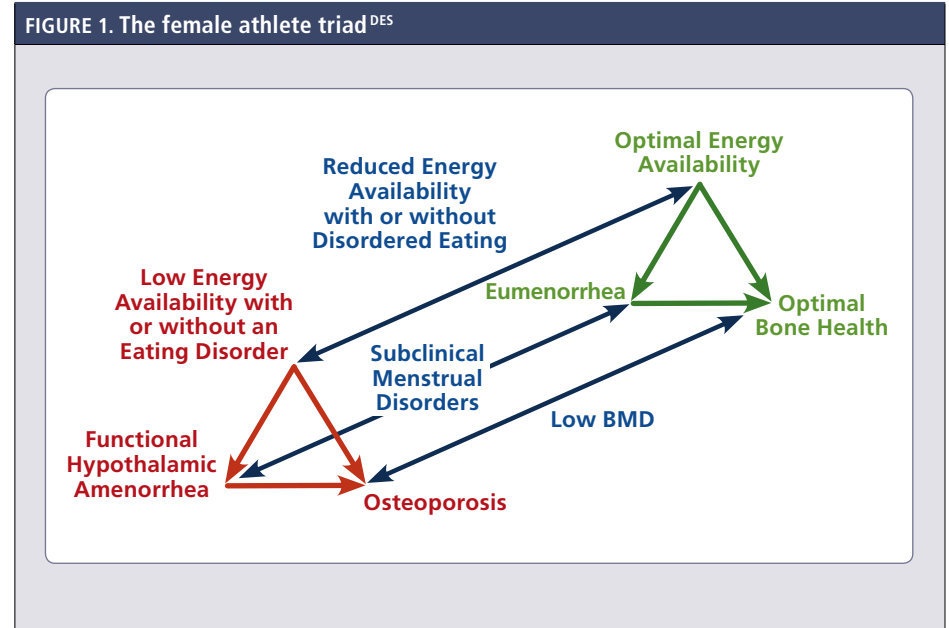 FIGURE 1. The female athlete triad DES
Optimal Energy
Availability
Reduced Energy
Availability
with or without
Disordered Eating
Low Energy
Availability with
or without an
Eating Disorder
Eumenorrhea
Optimal
Bone Health
Subclinical
Menstrual
Disorders
Low BMD
Functional
Hypothalamic
Amenorrhea
Osteoporosis